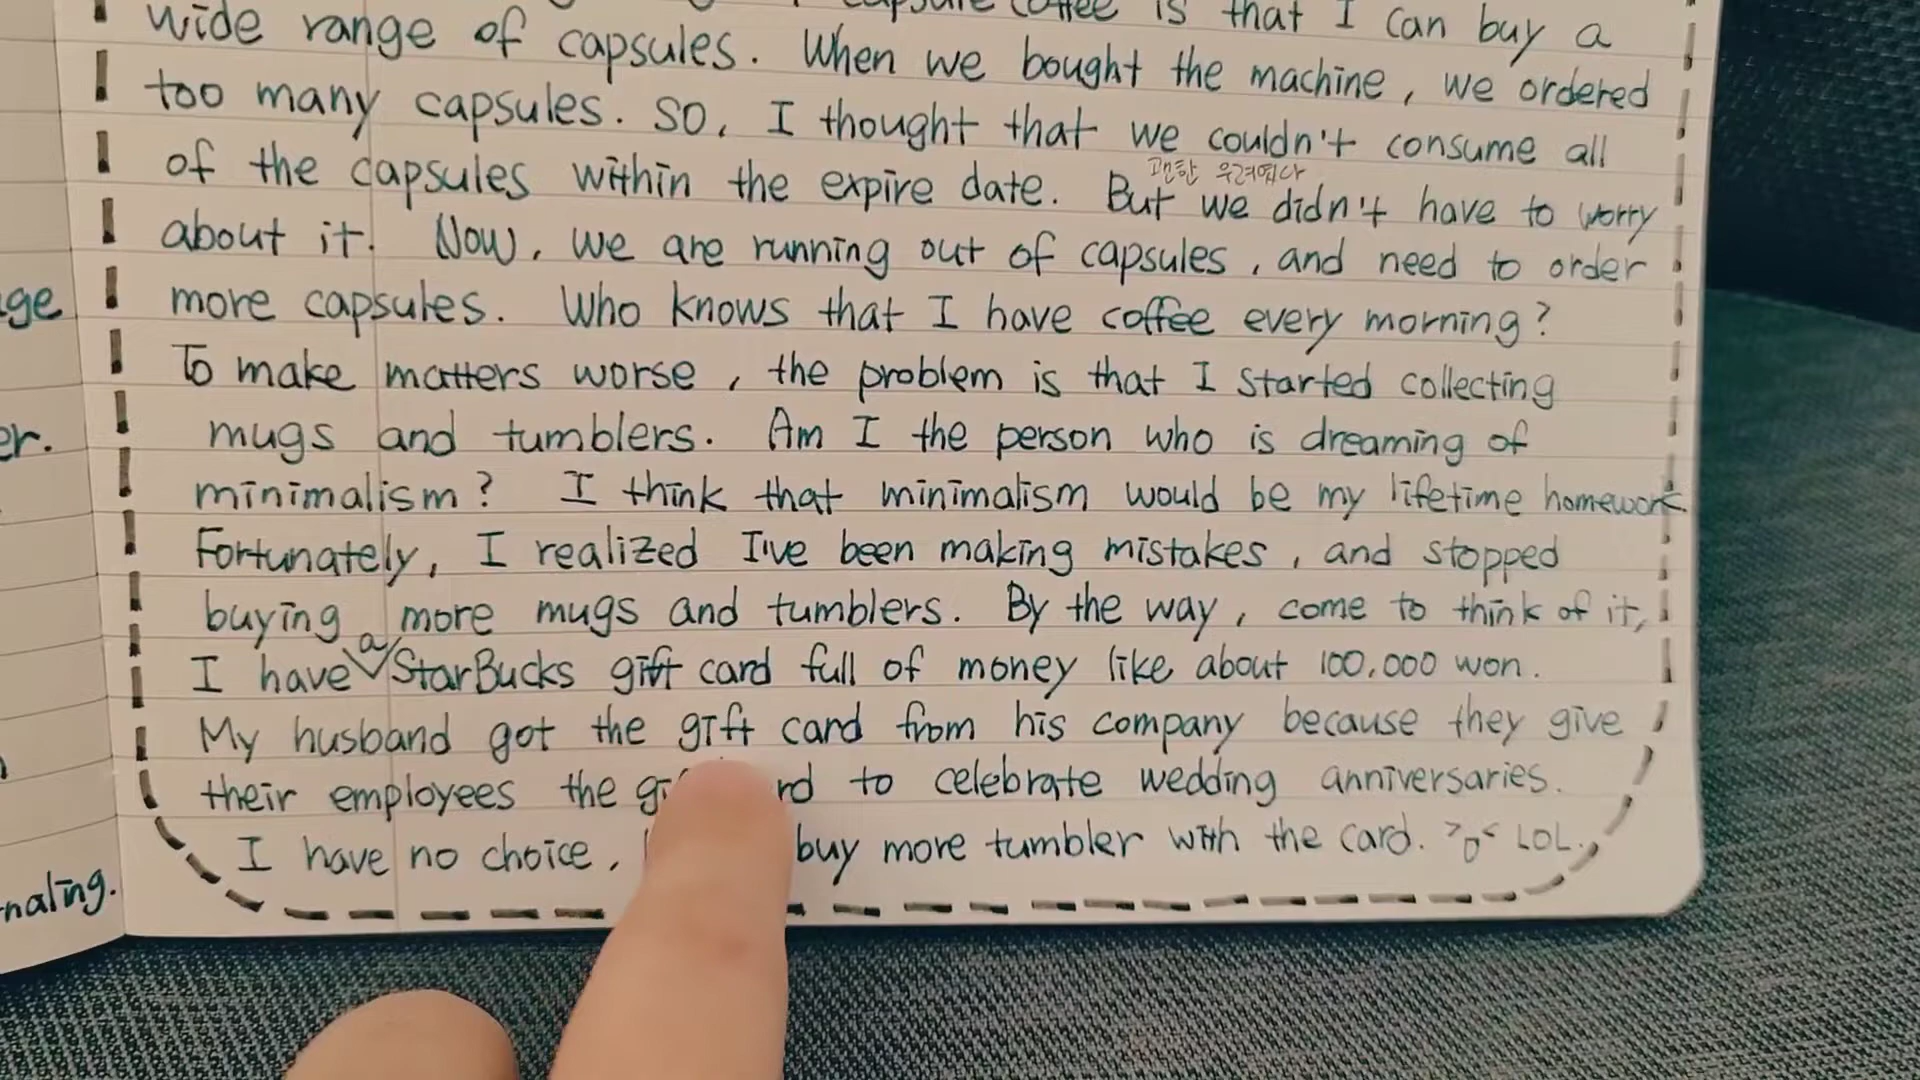 capsule coffee is that I can buy a
wide range of capsules. When we bought the machine, we ordered
too many capsules. So, I thought that we couldn't consume all
of the capsules within the expire date. But we didn't have to worry
괜한 우려였다
about it. Now, we are running out of capsules, and need to order
more capsules. Who knows that I have coffee every morning?
To make matters worse, the problem is that I started collecting
mugs and tumblers. Am I the person who is dreaming of
minimalism? I think that minimalism would be my lifetime homework.
Fortunately, I realized I've been making mistakes, and stopped
buying more mugs and tumblers. By the way, come to think of it,
I have a StarBucks gift card full of money like about 100.000 won.
My husband got the gift card from his company because they give
their employees the to celebrate wedding anniversaries.
I have no choice, buy more tumbler with the card. >o< LOL.
er.